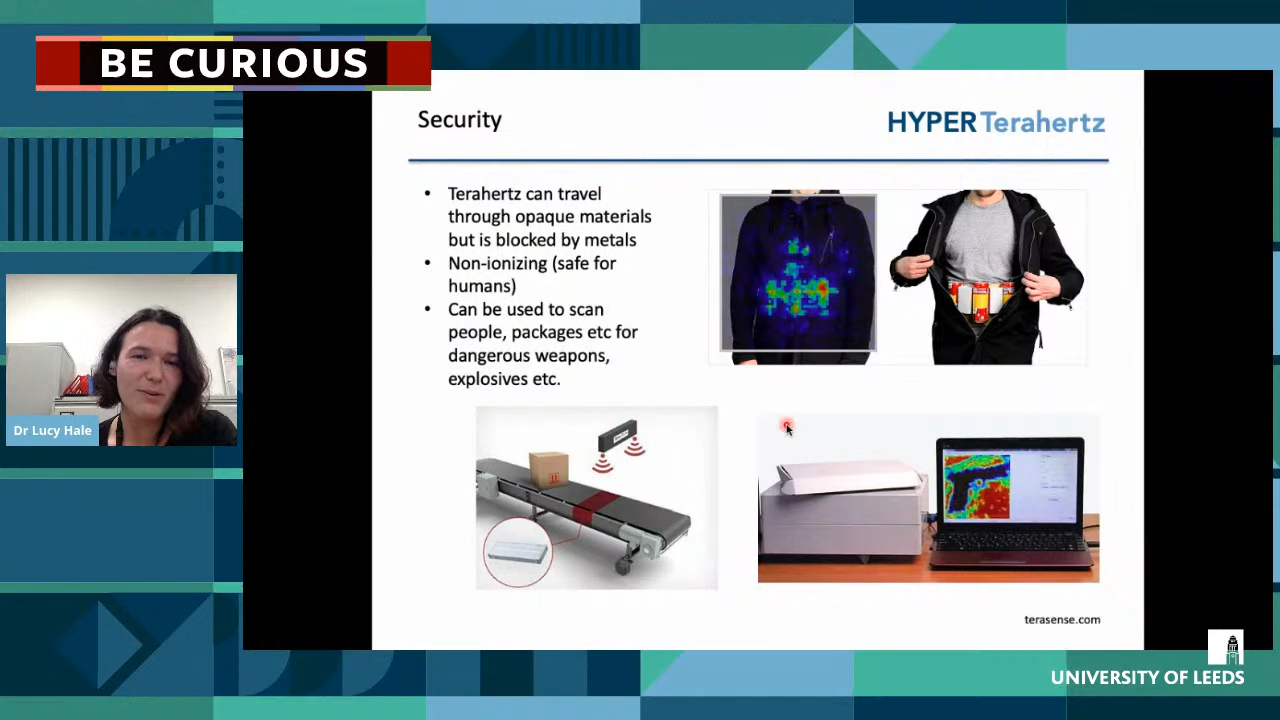 BE CURIOUS
Security
HYPER Terahertz
• Terahertz can travel
through opaque materials
but is blocked by metals
• Non-ionizing (safe for
humans)
• Can be used to scan
people, packages etc for
dangerous weapons,
explosives etc.
Dr Lucy Hale
terasense.com
UNIVERSITY OF LEEDS